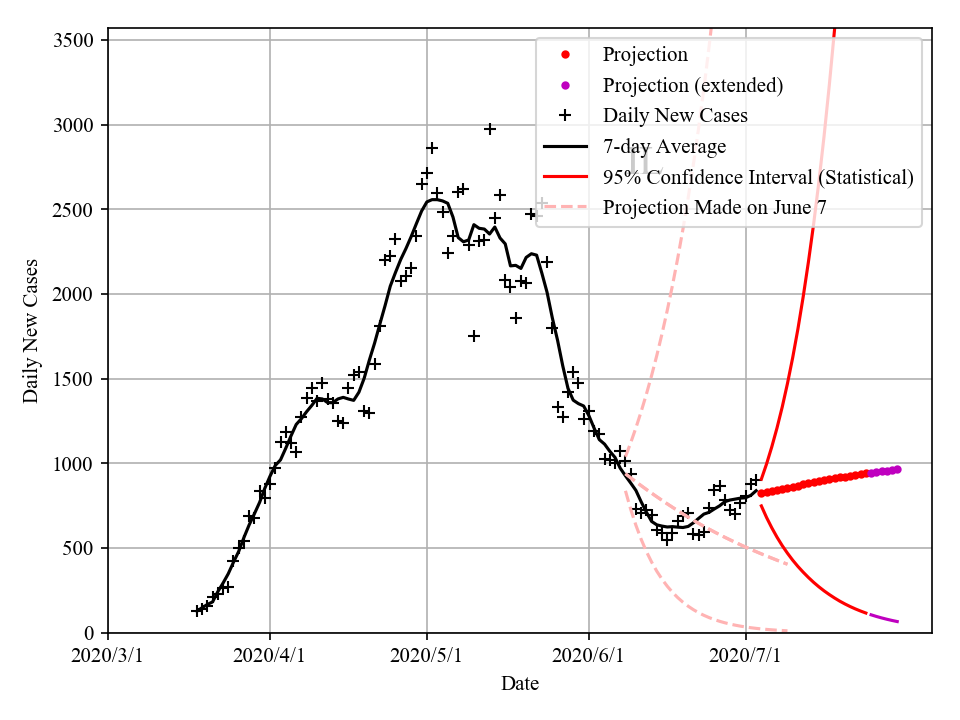 3500
3000
2500
2000
1500
1000
500
0
Daily New Cases
Projection
Projection (extended)
Daily New Cases
7-day Average
95% Confidence Interval (Statistical)
Projection Made on June 7
IL
2020/3/1
2020/4/1
2020/5/1
2020/6/1
2020/7/1
Date